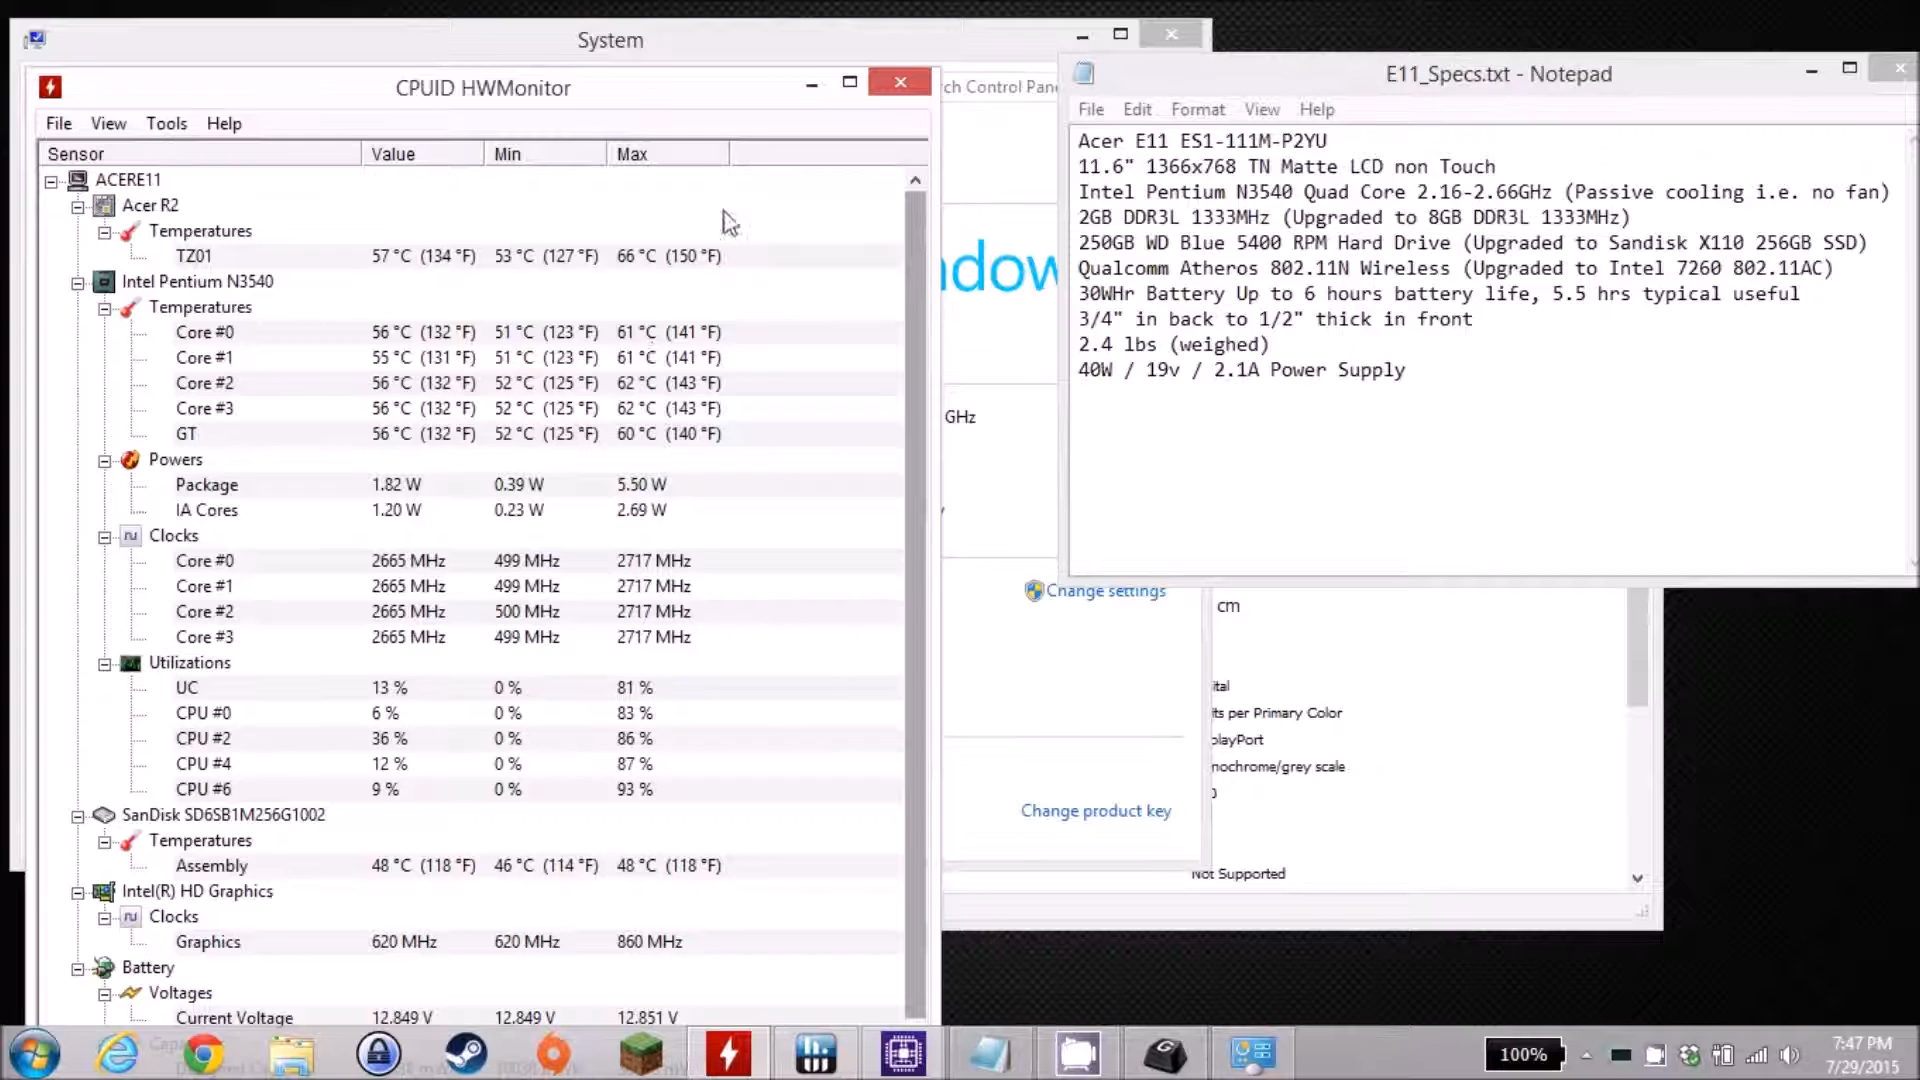 System
CPUID HWMonitor
File View Tools Help
Sensor Value Min Max
ACERE11
Acer R2
Temperatures
TZ01 57 °C (134 °F) 53 °C (127 °F) 66 °C (150 °F)
Intel Pentium N3540
Temperatures
Core #0 56 °C (132 °F) 51 °C (123 °F) 61 °C (141 °F)
Core #1 55 °C (131 °F) 51 °C (123 °F) 61 °C (141 °F)
Core #2 56 °C (132 °F) 52 °C (125 °F) 62 °C (143 °F)
Core #3 56 °C (132 °F) 52 °C (125 °F) 62 °C (143 °F)
GT 56 °C (132 °F) 52 °C (125 °F) 60 °C (140 °F)
Powers
Package 1.82 W 0.39 W 5.50 W
IA Cores 1.20 W 0.23 W 2.69 W
Clocks
Core #0 2665 MHz 499 MHz 2717 MHz
Core #1 2665 MHz 499 MHz 2717 MHz
Core #2 2665 MHz 500 MHz 2717 MHz
Core #3 2665 MHz 499 MHz 2717 MHz
Utilizations
UC 13 % 0 % 81 %
CPU #0 6 % 0 % 83 %
CPU #2 36 % 0 % 86 %
CPU #4 12 % 0 % 87 %
CPU #6 9 % 0 % 93 %
SanDisk SD6SB1M256G1002
Temperatures
Assembly 48 °C (118 °F) 46 °C (114 °F) 48 °C (118 °F)
Intel(R) HD Graphics
Clocks
Graphics 620 MHz 620 MHz 860 MHz
Battery
Voltages
Current Voltage 12.849 V 12.849 V 12.851 V
rch Control Pane
ndow
GHz
Change settings
Change product key
E11_Specs.txt - Notepad
File Edit Format View Help
Acer E11 ES1-111M-P2YU
11.6" 1366x768 TN Matte LCD non Touch
Intel Pentium N3540 Quad Core 2.16-2.66GHz (Passive cooling i.e. no fan)
2GB DDR3L 1333MHz (Upgraded to 8GB DDR3L 1333MHz)
250GB WD Blue 5400 RPM Hard Drive (Upgraded to Sandisk X110 256GB SSD)
Qualcomm Atheros 802.11N Wireless (Upgraded to Intel 7260 802.11AC)
30WHr Battery Up to 6 hours battery life, 5.5 hrs typical useful
3/4" in back to 1/2" thick in front
2.4 lbs (weighed)
40W / 19v / 2.1A Power Supply
cm
ital
its per Primary Color
playPort
nochrome/grey scale
0
Not Supported
100%
7:47 PM
7/29/2015